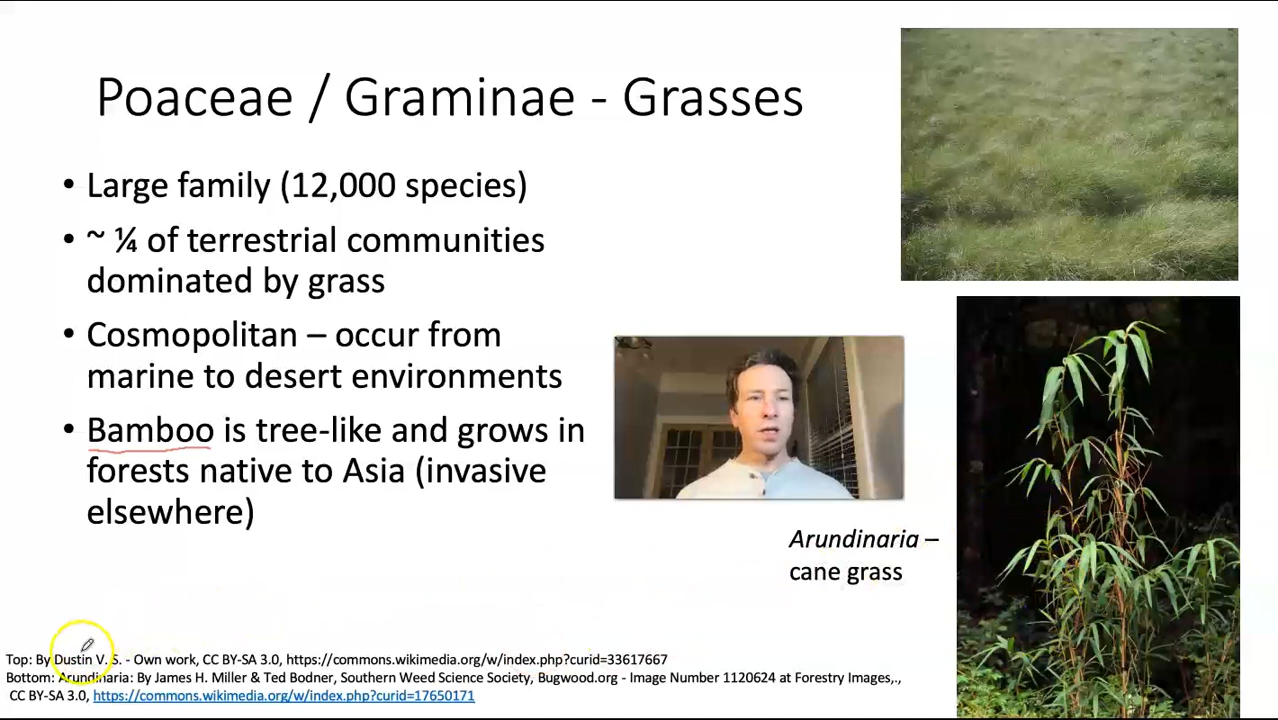 Poaceae / Graminae - Grasses
• Large family (12,000 species)
• ~ ¼ of terrestrial communities
dominated by grass
• Cosmopolitan – occur from
marine to desert environments
• Bamboo is tree-like and grows in
forests native to Asia (invasive
elsewhere)
Arundinaria –
cane grass
Top: By Dustin V. S. - Own work, CC BY-SA 3.0, https://commons.wikimedia.org/w/index.php?curid=33617667
Bottom: Arundinaria: By James H. Miller & Ted Bodner, Southern Weed Science Society, Bugwood.org - Image Number 1120624 at Forestry Images,.,
CC BY-SA 3.0, https://commons.wikimedia.org/w/index.php?curid=17650171